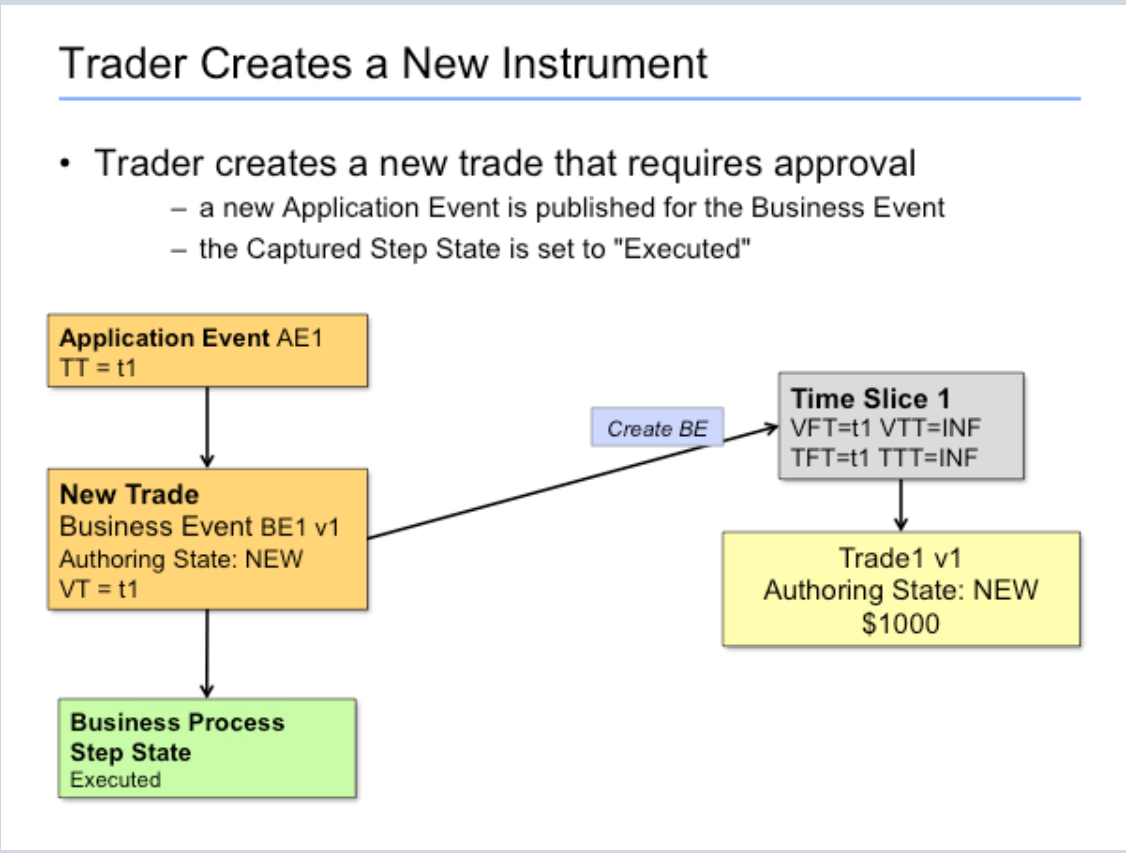 Trader Creates a New Instrument
• Trader creates a new trade that requires approval
– a new Application Event is published for the Business Event
– the Captured Step State is set to "Executed"
Application Event AE1
TT = t1
New Trade
Business Event BE1 v1
Authoring State: NEW
VT = t1
Business Process
Step State
Executed
Create BE
Time Slice 1
VFT=t1 VTT=INF
TFT=t1 TTT=INF
Trade1 v1
Authoring State: NEW
$1000